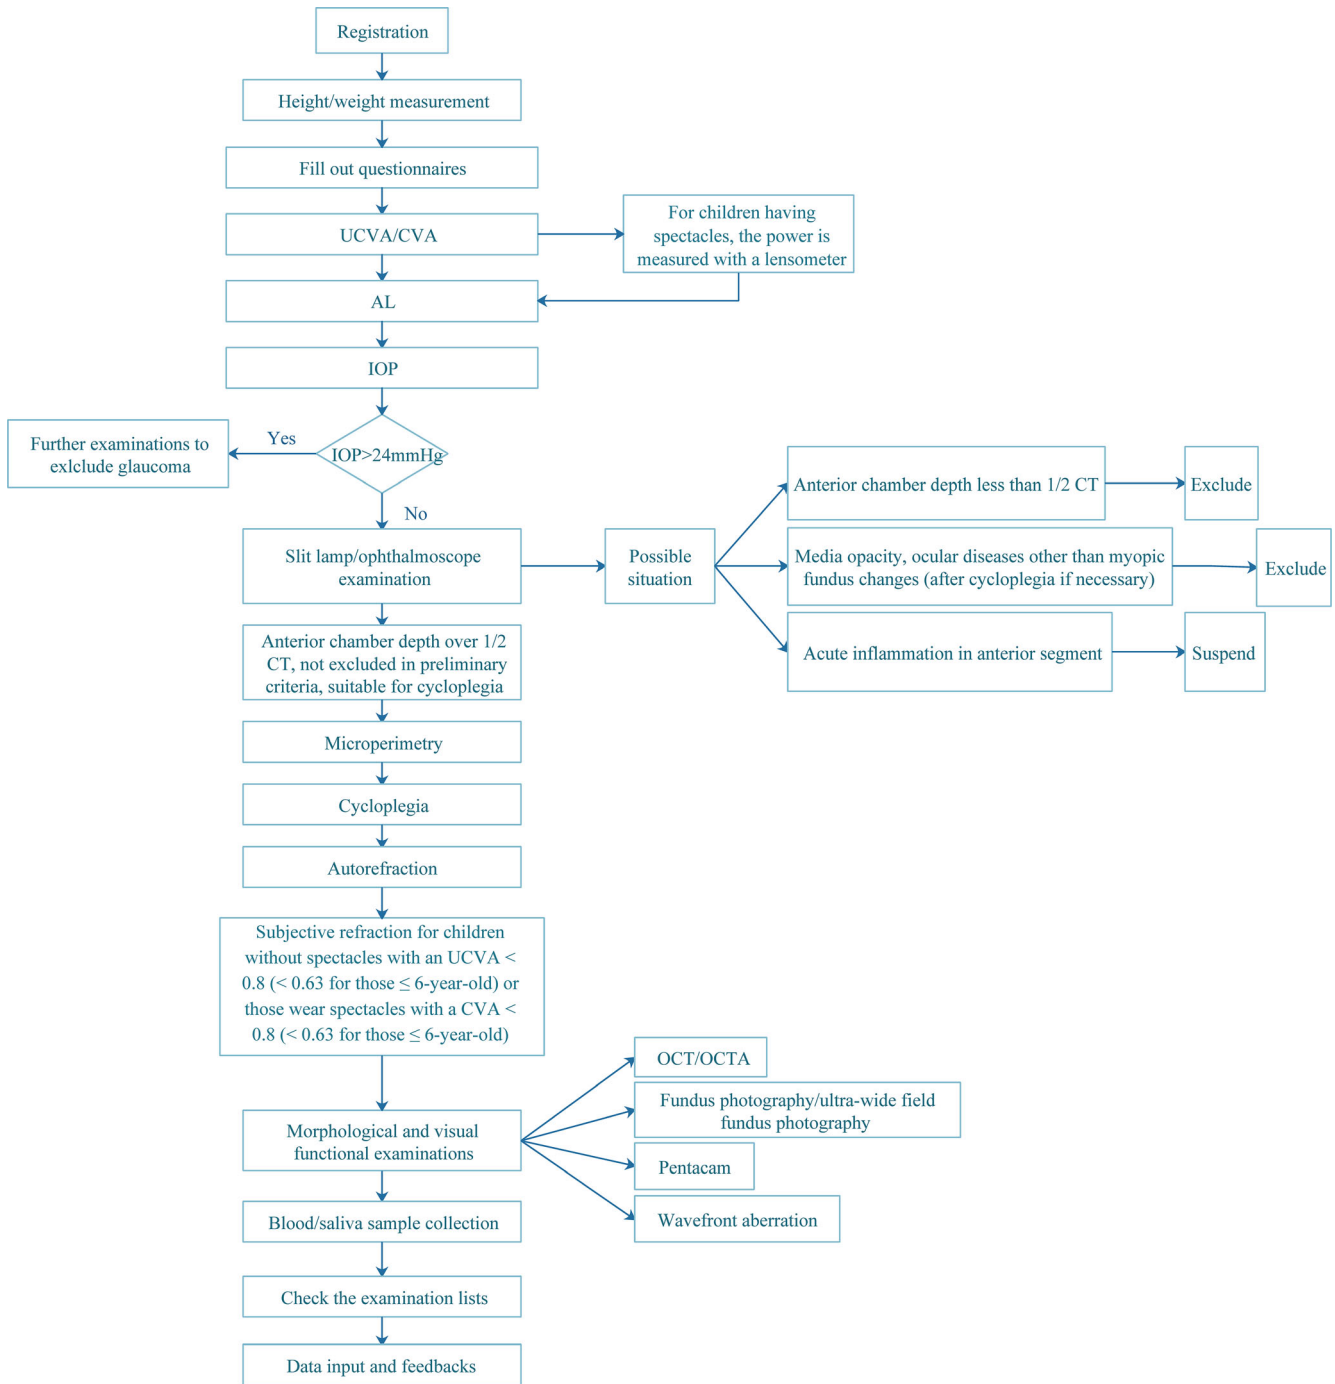 Registration
Height/weight measurement
Fill out questionnaires
UCVA/CVA
For children having
spectacles, the power is
measured with a lensometer
AL
IOP
IOP>24mmHg
Yes
Further examinations to
exlclude glaucoma
No
Slit lamp/ophthalmoscope
examination
Possible
situation
Anterior chamber depth less than 1/2 CT
Exclude
Media opacity, ocular diseases other than myopic
fundus changes (after cycloplegia if necessary)
Exclude
Acute inflammation in anterior segment
Suspend
Anterior chamber depth over 1/2
CT, not excluded in preliminary
criteria, suitable for cycloplegia
Microperimetry
Cycloplegia
Autorefraction
Subjective refraction for children
without spectacles with an UCVA <
0.8 (< 0.63 for those ≤ 6-year-old) or
those wear spectacles with a CVA <
0.8 (< 0.63 for those ≤ 6-year-old)
Morphological and visual
functional examinations
OCT/OCTA
Fundus photography/ultra-wide field
fundus photography
Pentacam
Wavefront aberration
Blood/saliva sample collection
Check the examination lists
Data input and feedbacks